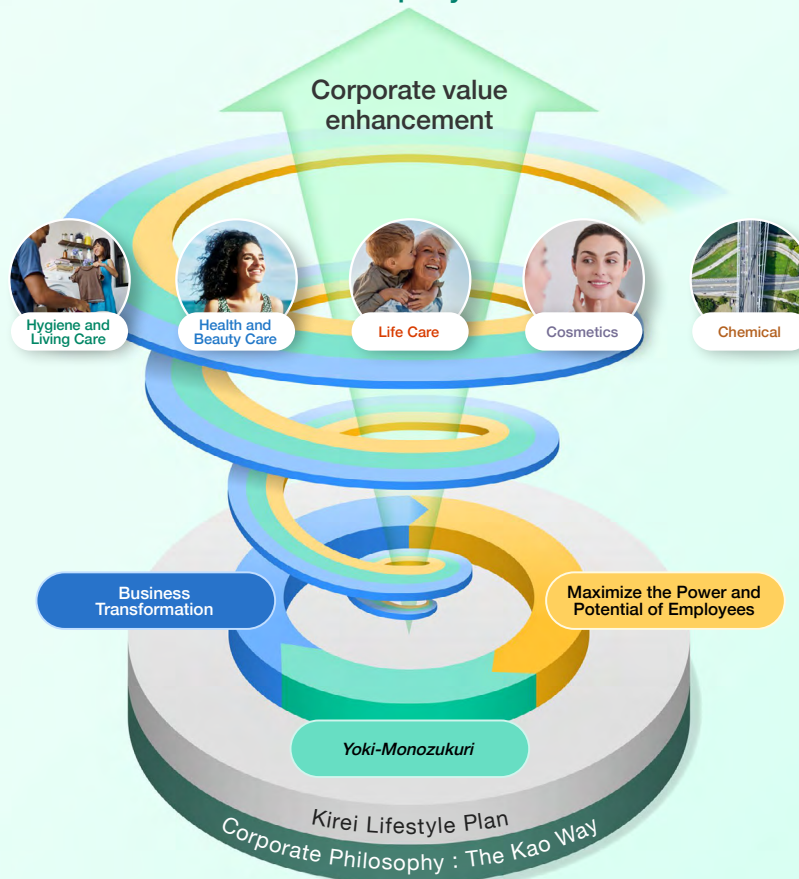 Corporate value
enhancement
Hygiene and
Living Care
Health and
Beauty Care
Life Care
Cosmetics
Chemical
Business
Transformation
Maximize the Power and
Potential of Employees
Yoki-Monozukuri
Kirei Lifestyle Plan
Corporate Philosophy : The Kao Way